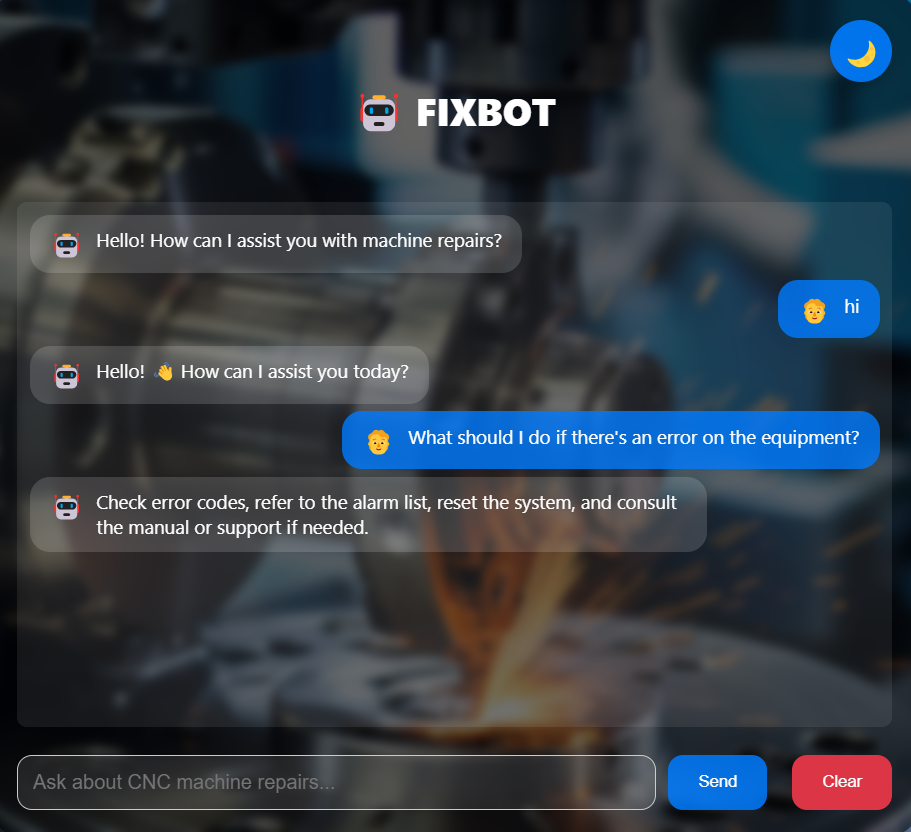 FIXBOT
Hello! How can I assist you with machine repairs?
hi
Hello! 👋 How can I assist you today?
What should I do if there's an error on the equipment?
Check error codes, refer to the alarm list, reset the system, and consult
the manual or support if needed.
Ask about CNC machine repairs...
Send
Clear